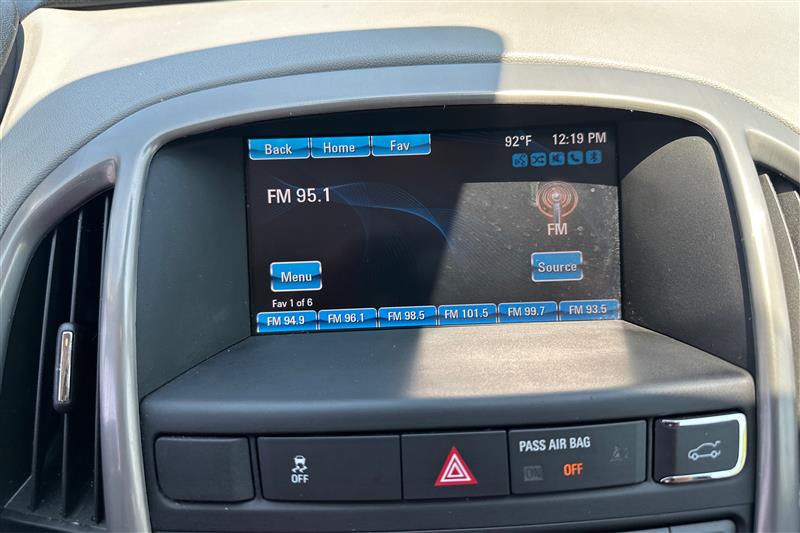 Back Home Fav 92°F 12:19 PM
FM 95.1
FM
Menu Source
Fav 1 of 6
FM 94.9 FM 96.1 FM 98.5 FM 101.5 FM 99.7 FM 93.5
PASS AIR BAG
OFF ON OFF